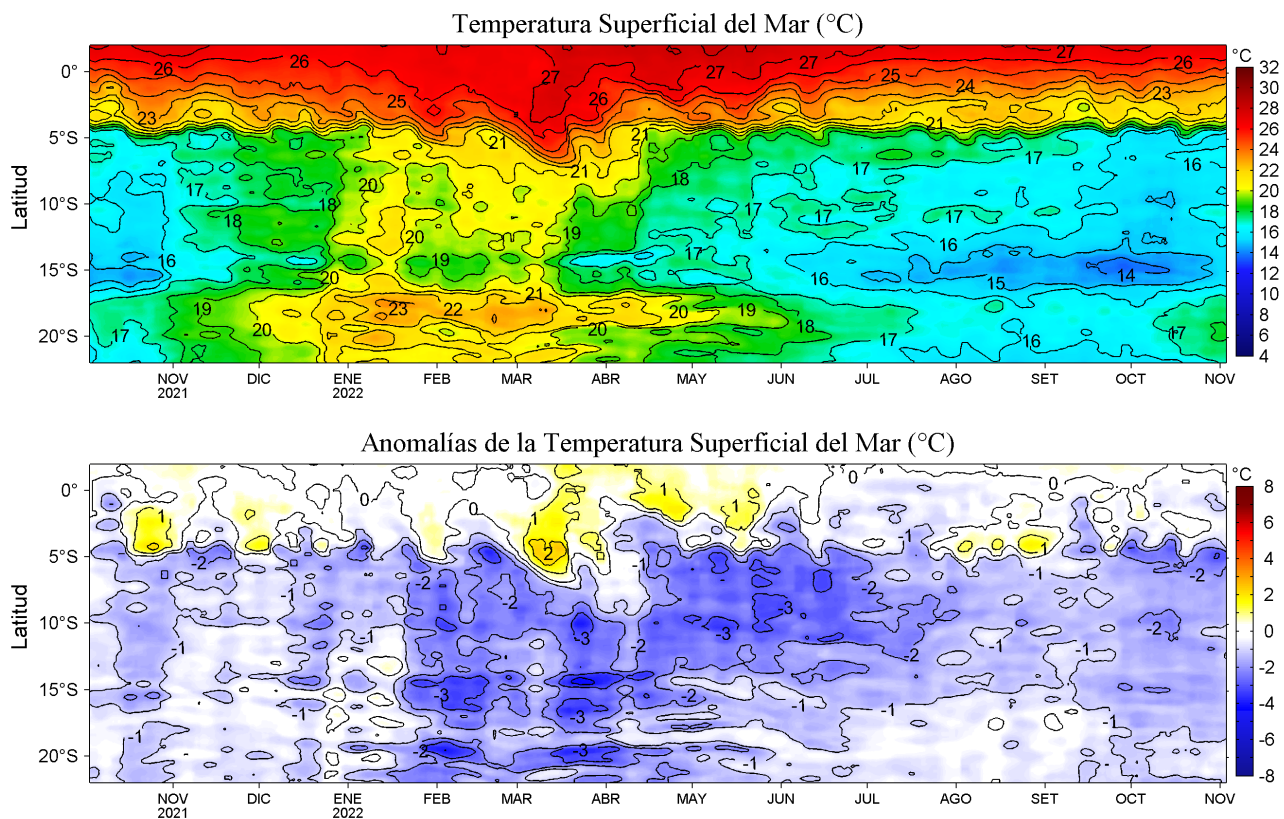 Temperatura Superficial del Mar (°C)
26 26 27 27 27 27 26
0°
25 26 25 24 23
23 21
5°S
21 21 21
17 20 18 17 17 16
10°S
18 18 19 17 17 17
20 16
16 19 17 16
15°S
20 16 15 14
21
19 23 22 20 19
17 20 20 18 17 16 17
20°S
Latitud
NOV DIC ENE FEB MAR ABR MAY JUN JUL AGO SET OCT NOV
2021 2022
°C
32
30
28
26
24
22
20
18
16
14
12
10
8
6
4
Anomalías de la Temperatura Superficial del Mar (°C)
0°
0 0 1 0 0
1 1 1
5°S
-2 2 1
-2 -1 -2 -1 -2
-1 -2 -3
10°S
-1 -1 -3 -3 -2
-2 -2
15°S
-3 -2
-1 -3 -1 -1 -1
-1 -2 -3 -1
20°S
Latitud
NOV DIC ENE FEB MAR ABR MAY JUN JUL AGO SET OCT NOV
2021 2022
°C
8
6
4
2
0
-2
-4
-6
-8